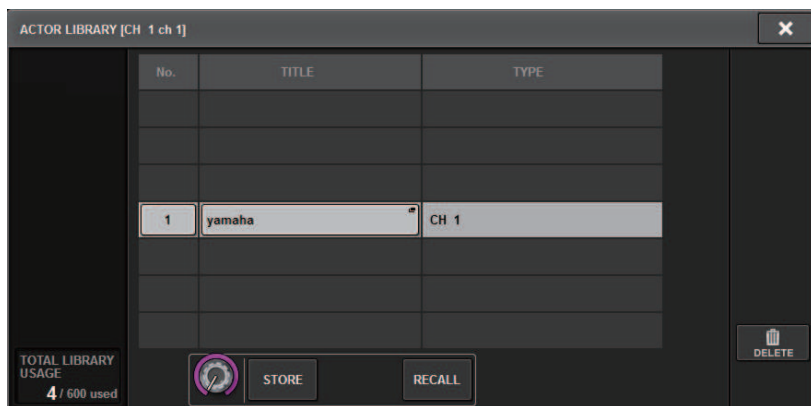 ACTOR LIBRARY [CH 1 ch 1]
No. TITLE TYPE
1 yamaha CH 1
TOTAL LIBRARY
USAGE
4 / 600 used
STORE RECALL
DELETE